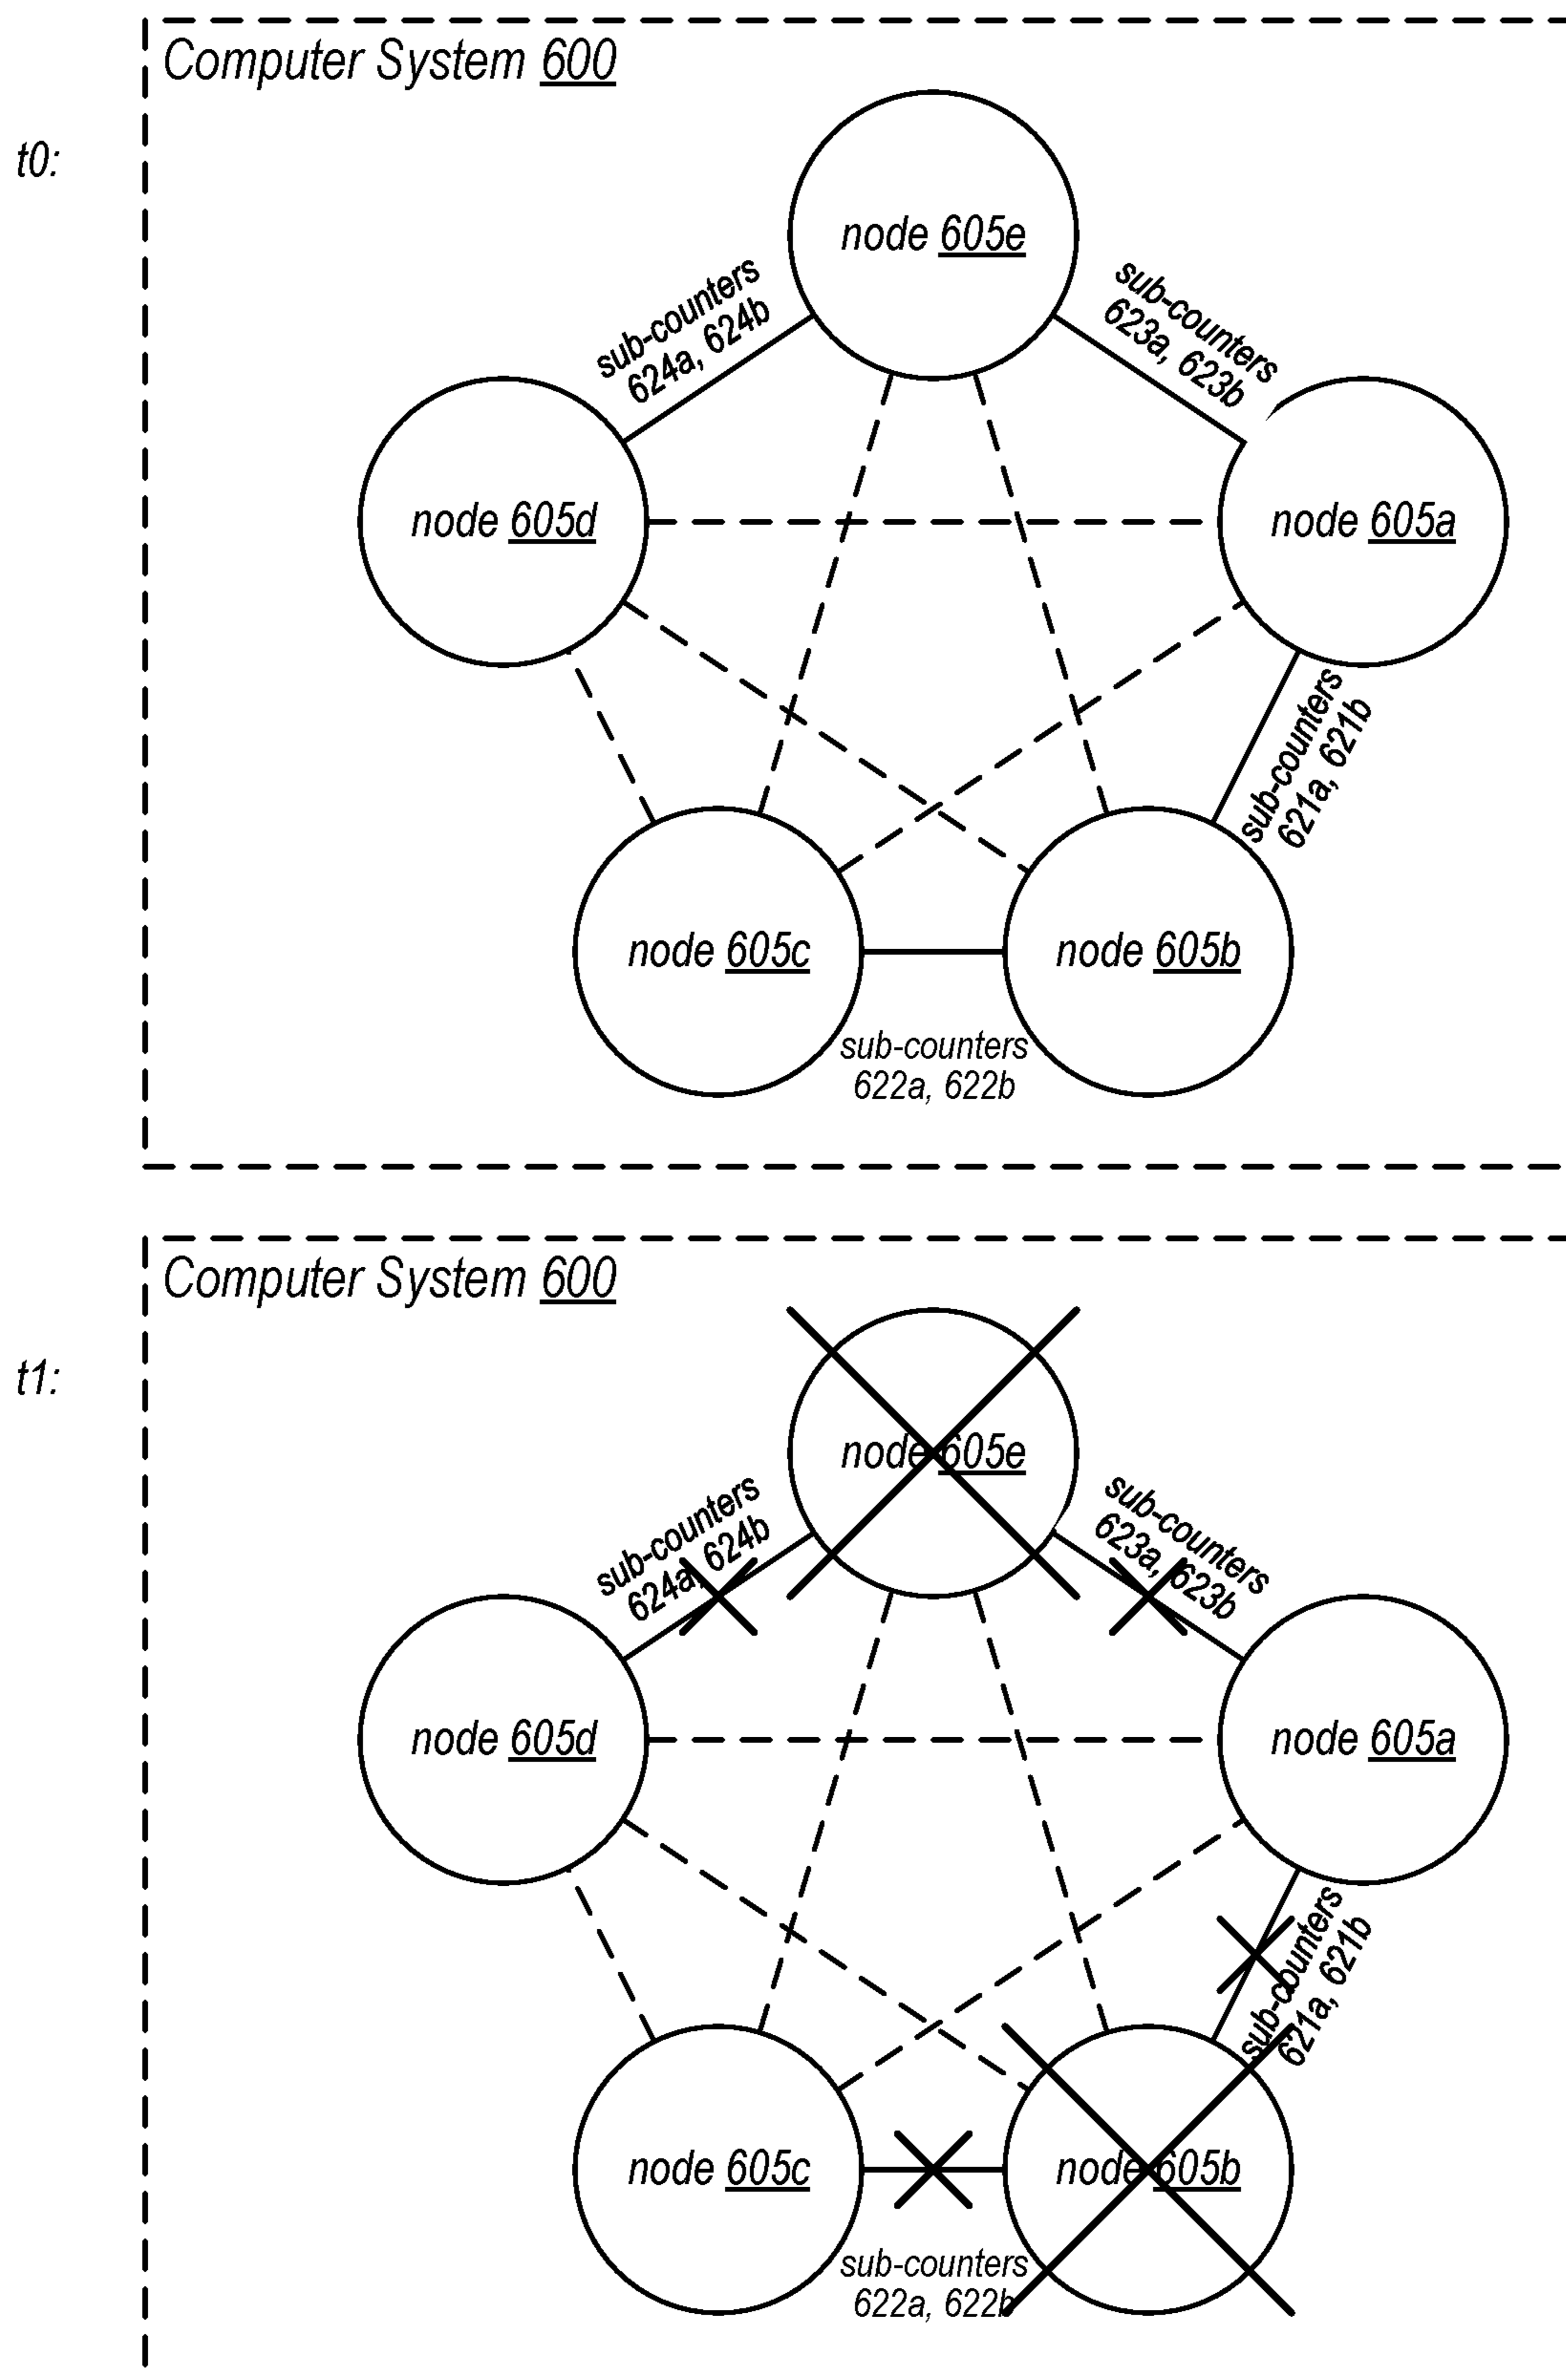 Computer System 600
t0:
node 605e
sub-counters
624a, 624b
sub-counters
623a, 623b
node 605d
node 605a
sub-counters
621a, 621b
node 605c
node 605b
sub-counters
622a, 622b
Computer System 600
t1:
node 605e
sub-counters
624a, 624b
sub-counters
623a, 623b
node 605d
node 605a
sub-counters
621a, 621b
node 605c
node 605b
sub-counters
622a, 622b